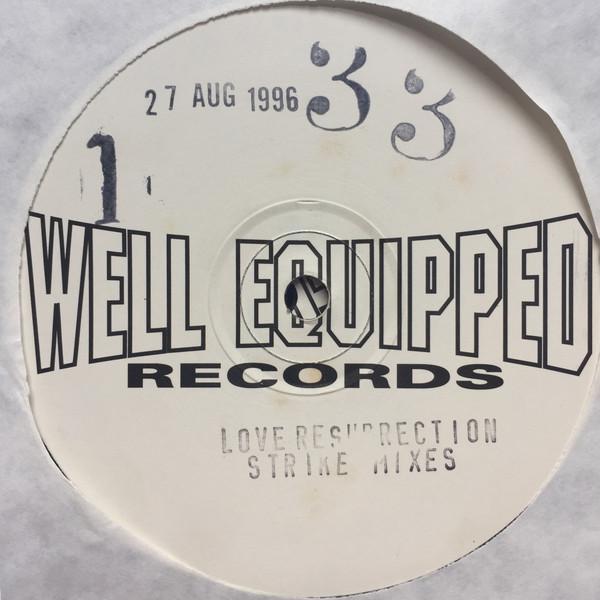 27 AUG 1996
33
1
WELL EQUIPPED
RECORDS
LOVE RESURRECTION
STRIKE MIXES